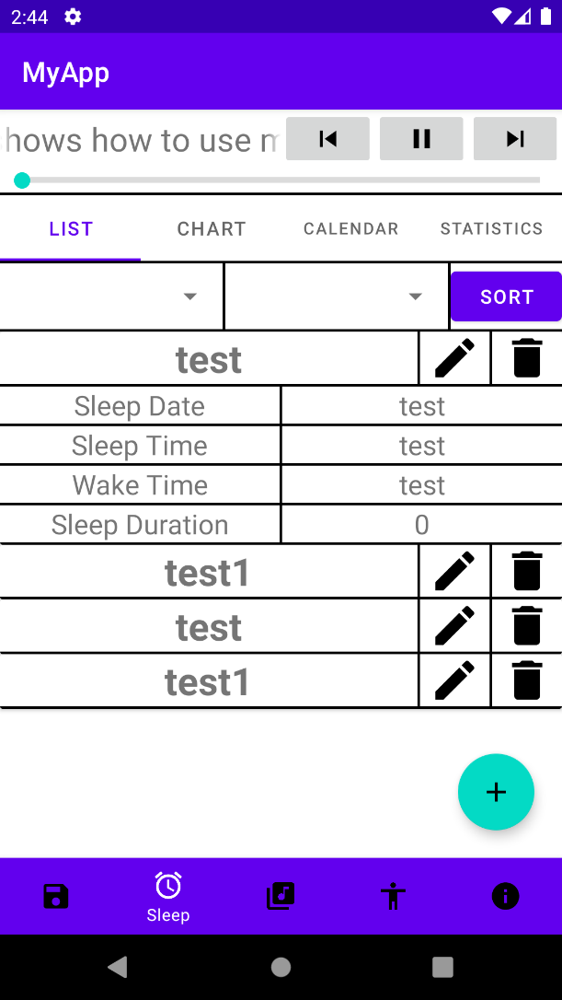 2:44
MyApp
hows how to use m
LIST CHART CALENDAR STATISTICS
SORT
test
Sleep Date test
Sleep Time test
Wake Time test
Sleep Duration 0
test1
test
test1
Sleep